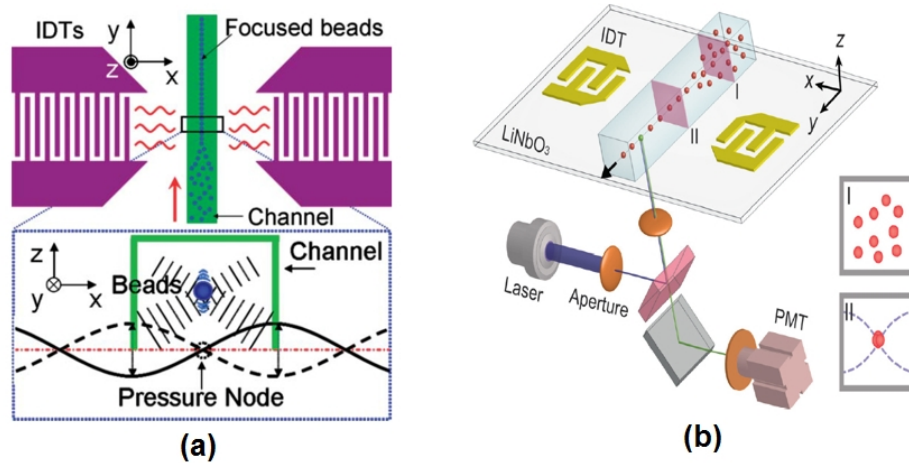 IDTs
y
z
x
Focused beads
Channel
z
y
x
Beads
Channel
Pressure Node
(a)
IDT
I
II
LiNbO₃
z
x
y
Laser
Aperture
PMT
I
II
(b)